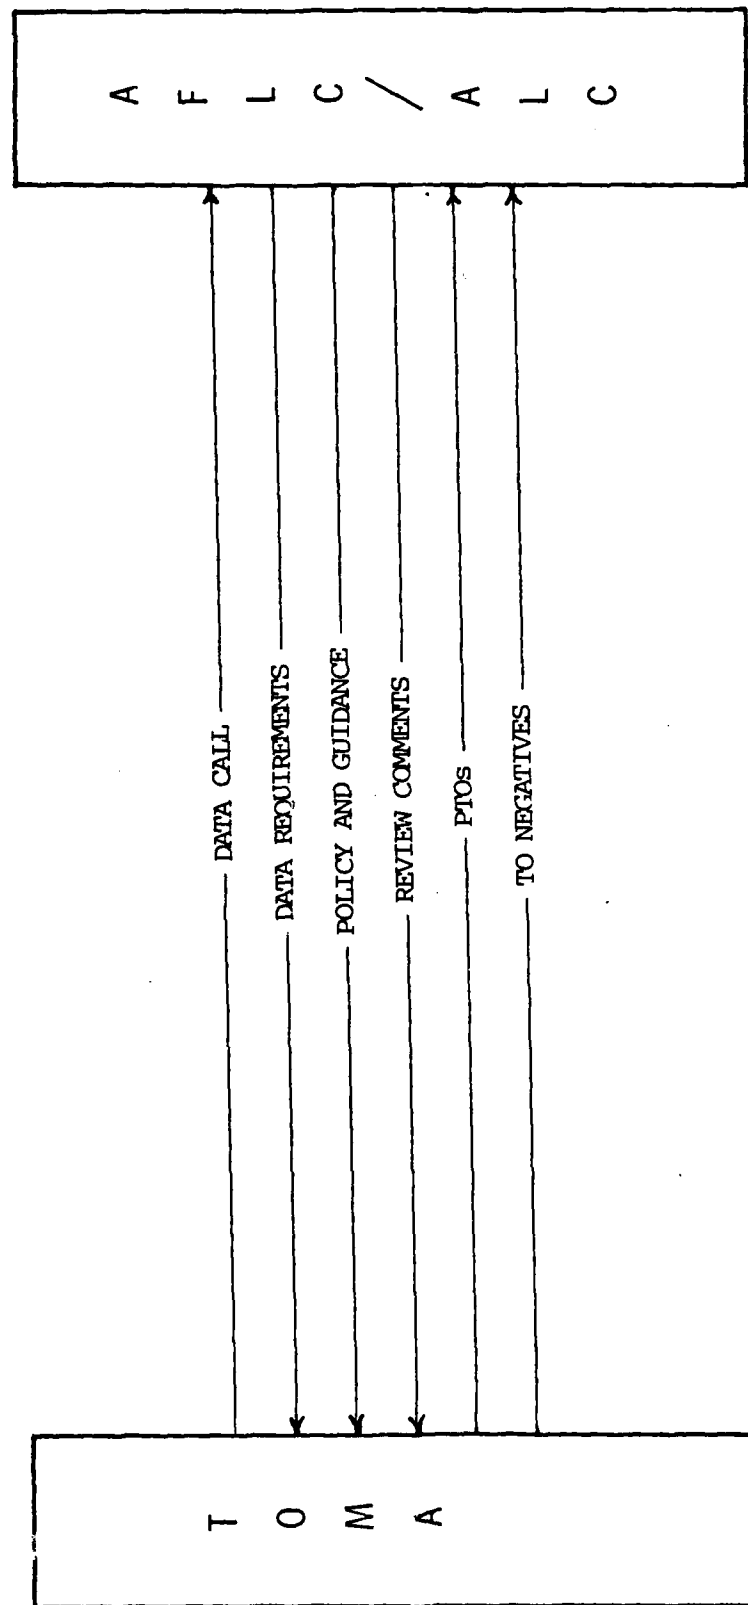 TOMA
DATA CALL
DATA REQUIREMENTS
POLICY AND GUIDANCE
REVIEW COMMENTS
PTOs
TO NEGATIVES
AFLC/ALC